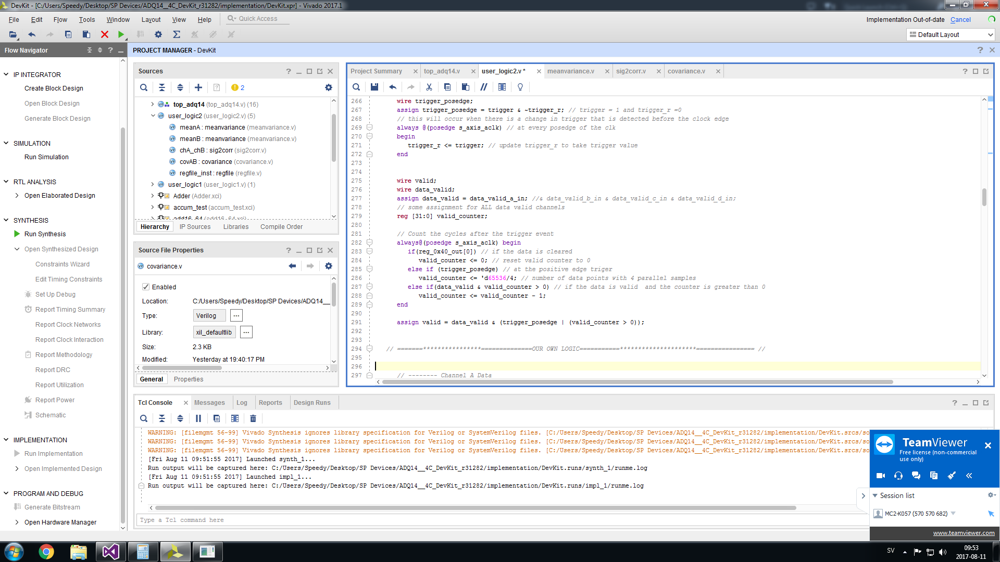 DevKit - [C:/Users/Speedy/Desktop/SP Devices/ADQ14__4C_DevKit_r31282/implementation/DevKit.xpr] - Vivado 2017.1
File Edit Flow Tools Window Layout View Help Quick Access
Implementation Out-of-date Cancel
Default Layout
Flow Navigator
IP INTEGRATOR
Create Block Design
Open Block Design
Generate Block Design
SIMULATION
Run Simulation
RTL ANALYSIS
Open Elaborated Design
SYNTHESIS
Run Synthesis
Open Synthesized Design
Constraints Wizard
Edit Timing Constraints
Set Up Debug
Report Timing Summary
Report Clock Networks
Report Clock Interaction
Report Methodology
Report DRC
Report Utilization
Report Power
Schematic
IMPLEMENTATION
Run Implementation
Open Implemented Design
PROGRAM AND DEBUG
Generate Bitstream
Open Hardware Manager
PROJECT MANAGER - DevKit
Sources
2
top_adq14 (top_adq14.v) (16)
user_logic2 (user_logic2.v) (5)
meanA : meanvariance (meanvariance.v)
meanB : meanvariance (meanvariance.v)
chA_chB : sig2corr (sig2corr.v)
covAB : covariance (covariance.v)
regfile_inst : regfile (regfile.v)
user_logic1 (user_logic1.v) (1)
Adder (Adder.xci)
accum_test (accum_test.xci)
add16_64 (add16_64.xci)
Hierarchy IP Sources Libraries Compile Order
Source File Properties
covariance.v
Enabled
Location: C:/Users/Speedy/Desktop/SP Devices/ADQ14__
Type: Verilog ...
Library: xil_defaultlib ...
Size: 2.3 KB
Modified: Yesterday at 19:40:17 PM
General Properties
Project Summary top_adq14.v user_logic2.v * meanvariance.v sig2corr.v covariance.v
266 wire trigger_posedge;
267 assign trigger_posedge = trigger & ~trigger_r; // trigger = 1 and trigger_r =0
268 // this will occur when there is a change in trigger that is detected before the clock edge
269 always @(posedge s_axis_aclk) // at every posedge of the clk
270 begin
271 trigger_r <= trigger; // update trigger_r to take trigger value
272 end
273
274
275 wire valid;
276 wire data_valid;
277 assign data_valid = data_valid_a_in; //& data_valid_b_in & data_valid_c_in & data_valid_d_in;
278 // some assignment for ALL data valid channels
279 reg [31:0] valid_counter;
280
281 // Count the cycles after the trigger event
282 always@(posedge s_axis_aclk) begin
283 if(reg_0x40_out[0]) // if the data is cleared
284 valid_counter <= 0; // reset valid counter to 0
285 else if (trigger_posedge) // at the positive edge triger
286 valid_counter <= 'd65536/4; // number of data points with 4 parallel samples
287 else if(data_valid & valid_counter > 0) // if the data is valid  and the counter is greater than 0
288 valid_counter <= valid_counter - 1;
289 end
290
291 assign valid = data_valid & (trigger_posedge | (valid_counter > 0));
292
293
294 // =======****************==============OUR OWN LOGIC===========*********************================ //
295
296
297 // -------- Channel A Data
Tcl Console Messages Log Reports Design Runs
WARNING: [filemgmt 56-99] Vivado Synthesis ignores library specification for Verilog or SystemVerilog files. [C:/Users/Speedy/Desktop/SP Devices/ADQ14__4C_DevKit_r31282/implementation/DevKit.srcs/so
WARNING: [filemgmt 56-99] Vivado Synthesis ignores library specification for Verilog or SystemVerilog files. [C:/Users/Speedy/Desktop/SP Devices/ADQ14__4C_DevKit_r31282/implementation/DevKit.srcs/so
WARNING: [filemgmt 56-99] Vivado Synthesis ignores library specification for Verilog or SystemVerilog files. [C:/Users/Speedy/Desktop/SP Devices/ADQ14__4C_DevKit_r31282/implementation/DevKit.srcs/so
[Fri Aug 11 09:51:55 2017] Launched synth_1...
Run output will be captured here: C:/Users/Speedy/Desktop/SP Devices/ADQ14__4C_DevKit_r31282/implementation/DevKit.runs/synth_1/runme.log
[Fri Aug 11 09:51:55 2017] Launched impl_1...
Run output will be captured here: C:/Users/Speedy/Desktop/SP Devices/ADQ14__4C_DevKit_r31282/implementation/DevKit.runs/impl_1/runme.log
Type a Tcl command here
TeamViewer
Free license (non-commercial
use only)
Session list
MC2-K057 (570 570 682)
www.teamviewer.com
SV
09:53
2017-08-11